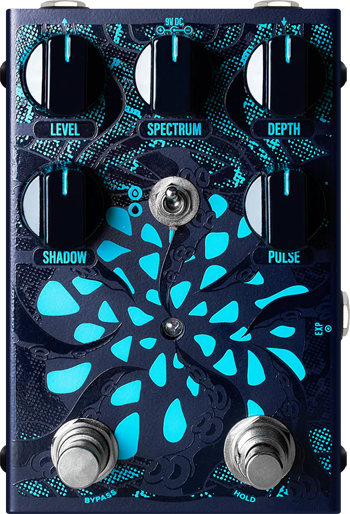 9V DC
LEVEL SPECTRUM DEPTH
SHADOW PULSE
EXP
BYPASS HOLD